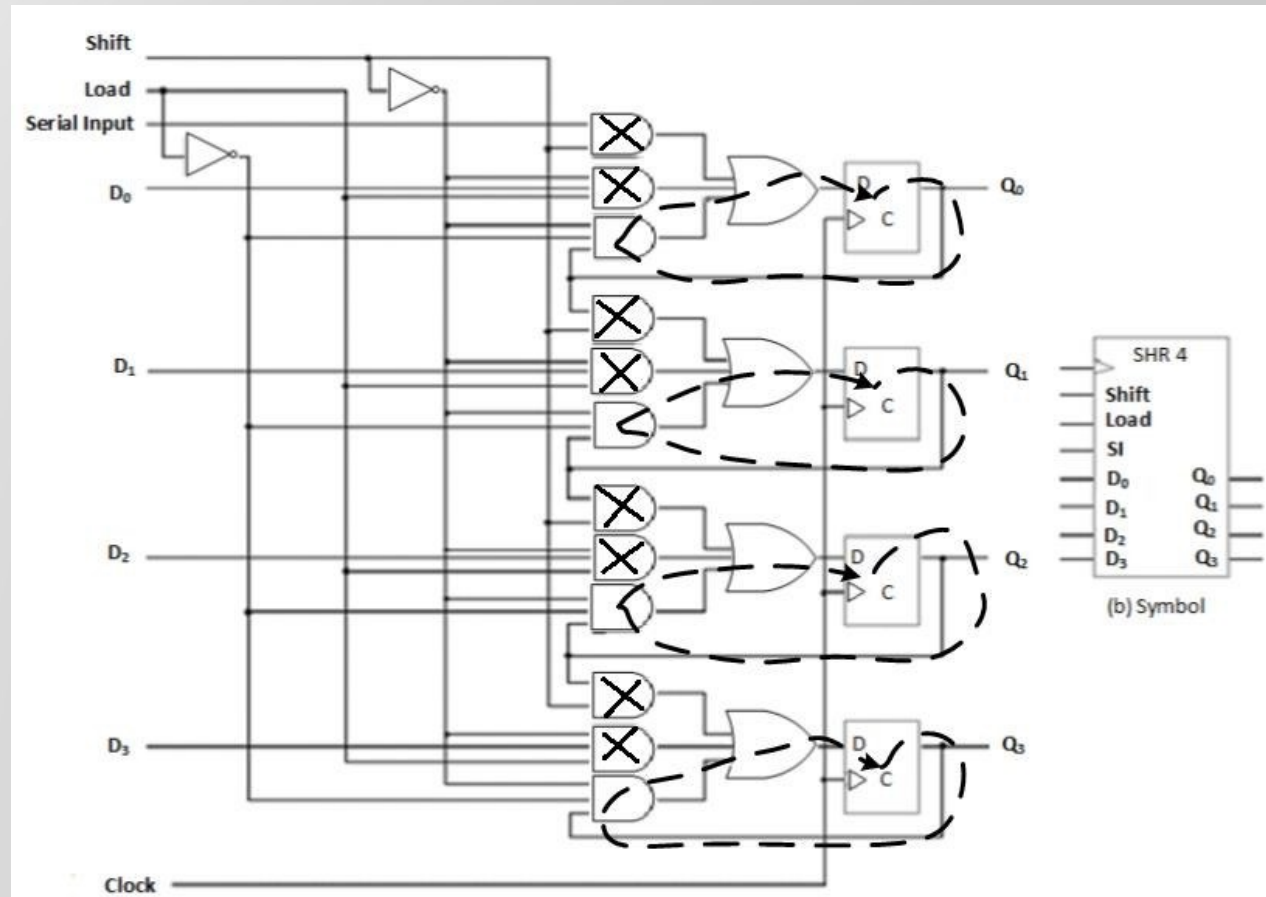 Shift
Load
Serial Input
D₀
D C Q₀
D₁
D C Q₁
D₂
D C Q₂
D₃
D C Q₃
Clock
SHR 4
Shift
Load
SI
D₀ Q₀
D₁ Q₁
D₂ Q₂
D₃ Q₃
(b) Symbol